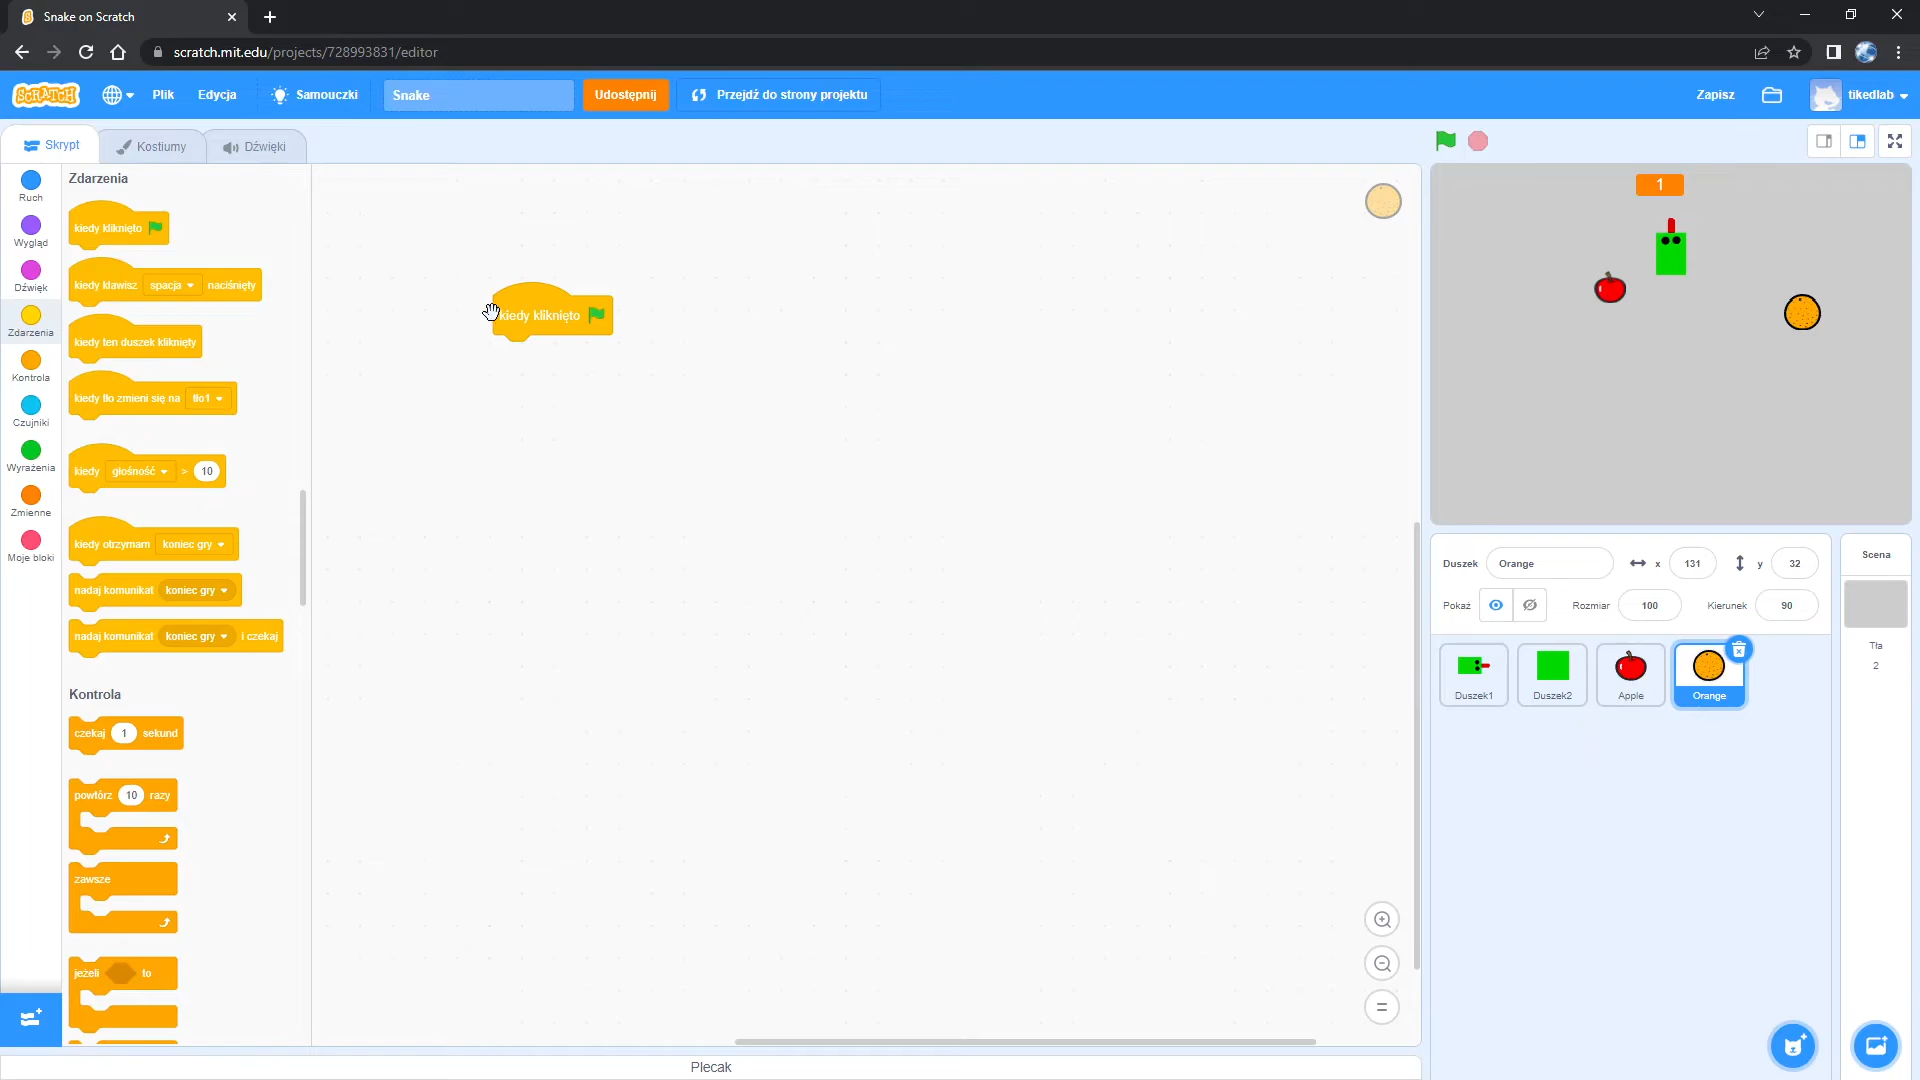 Snake on Scratch
scratch.mit.edu/projects/728993831/editor
SCRATCH
Plik
Edycja
Samouczki
Snake
Udostępnij
Przejdź do strony projektu
Zapisz
tikedlab
Skrypt
Kostiumy
Dźwięki
Ruch
Wygląd
Dźwięk
Zdarzenia
Kontrola
Czujniki
Wyrażenia
Zmienne
Moje bloki
Zdarzenia
kiedy kliknięto
kiedy klawisz spacja naciśnięty
kiedy ten duszek kliknięty
kiedy tło zmieni się na tło1
kiedy głośność > 10
kiedy otrzymam koniec gry
nadaj komunikat koniec gry
nadaj komunikat koniec gry i czekaj
Kontrola
czekaj 1 sekund
powtórz 10 razy
zawsze
jeżeli to
kiedy kliknięto
1
Duszek Orange x 131 y 32
Pokaż Rozmiar 100 Kierunek 90
Duszek1
Duszek2
Apple
Orange
Scena
Tła
2
Plecak